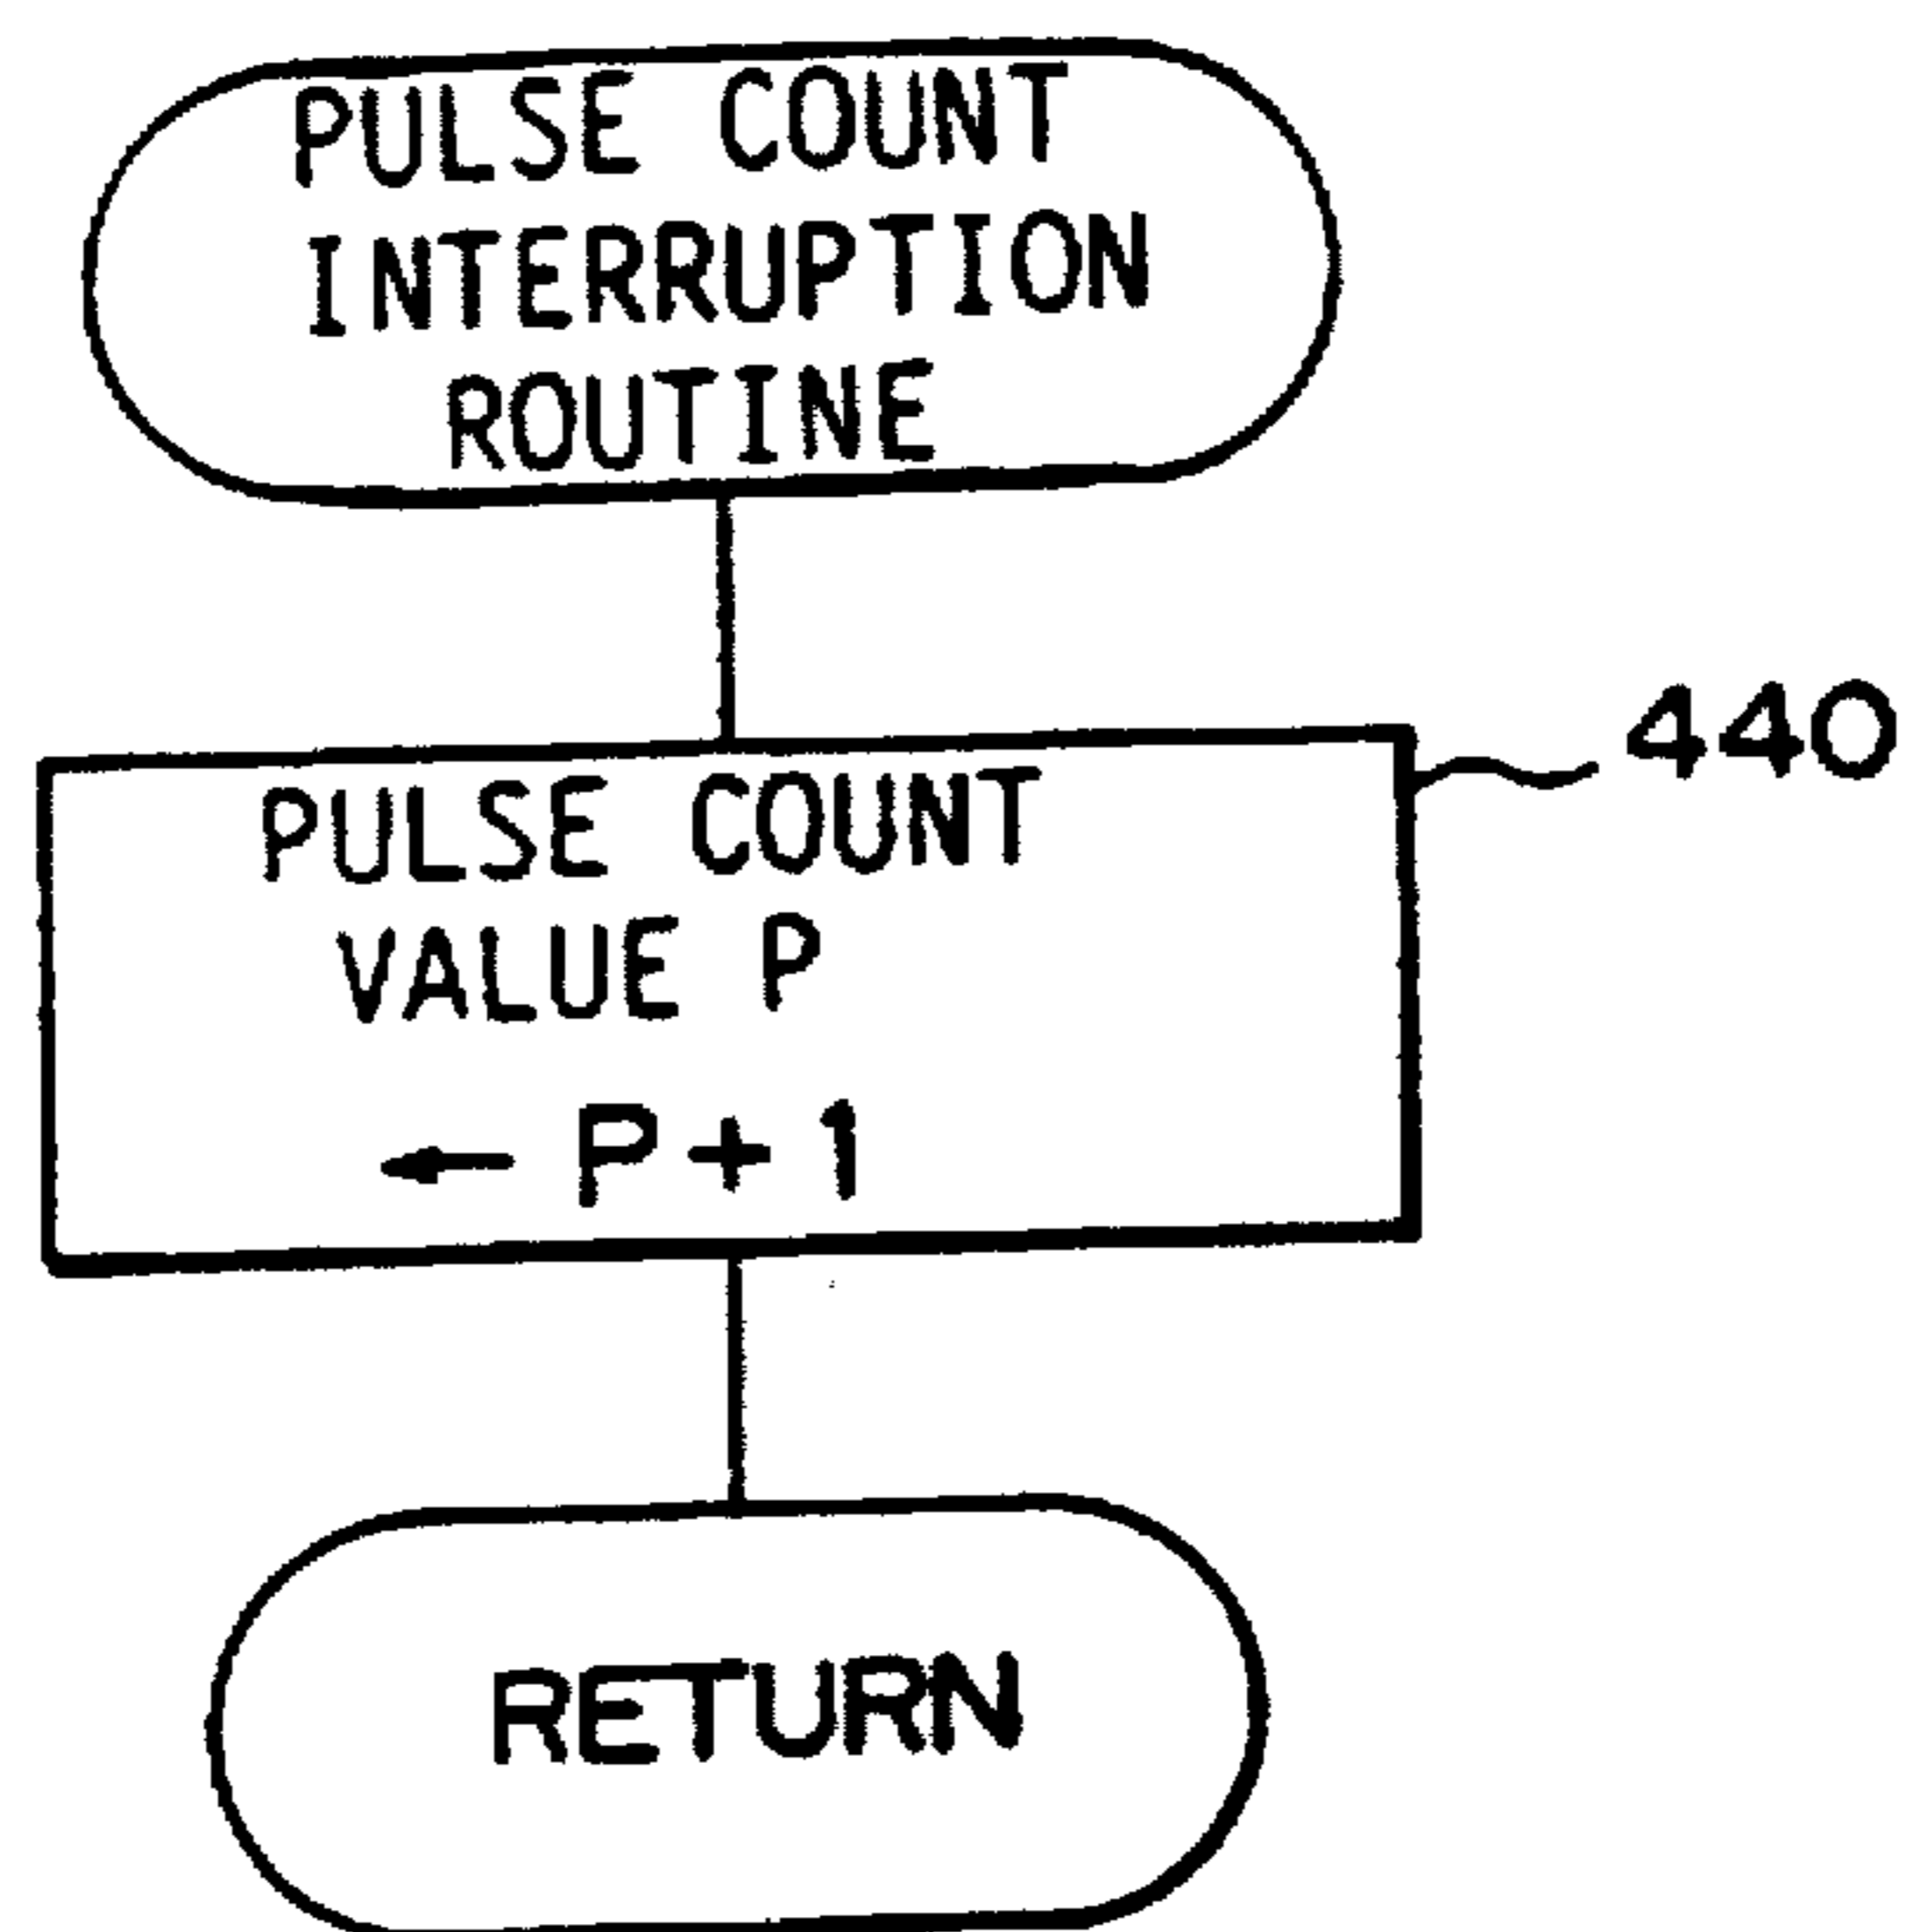 PULSE COUNT
INTERRUPTION
ROUTINE
440
PULSE COUNT
VALUE P
← P+1
RETURN